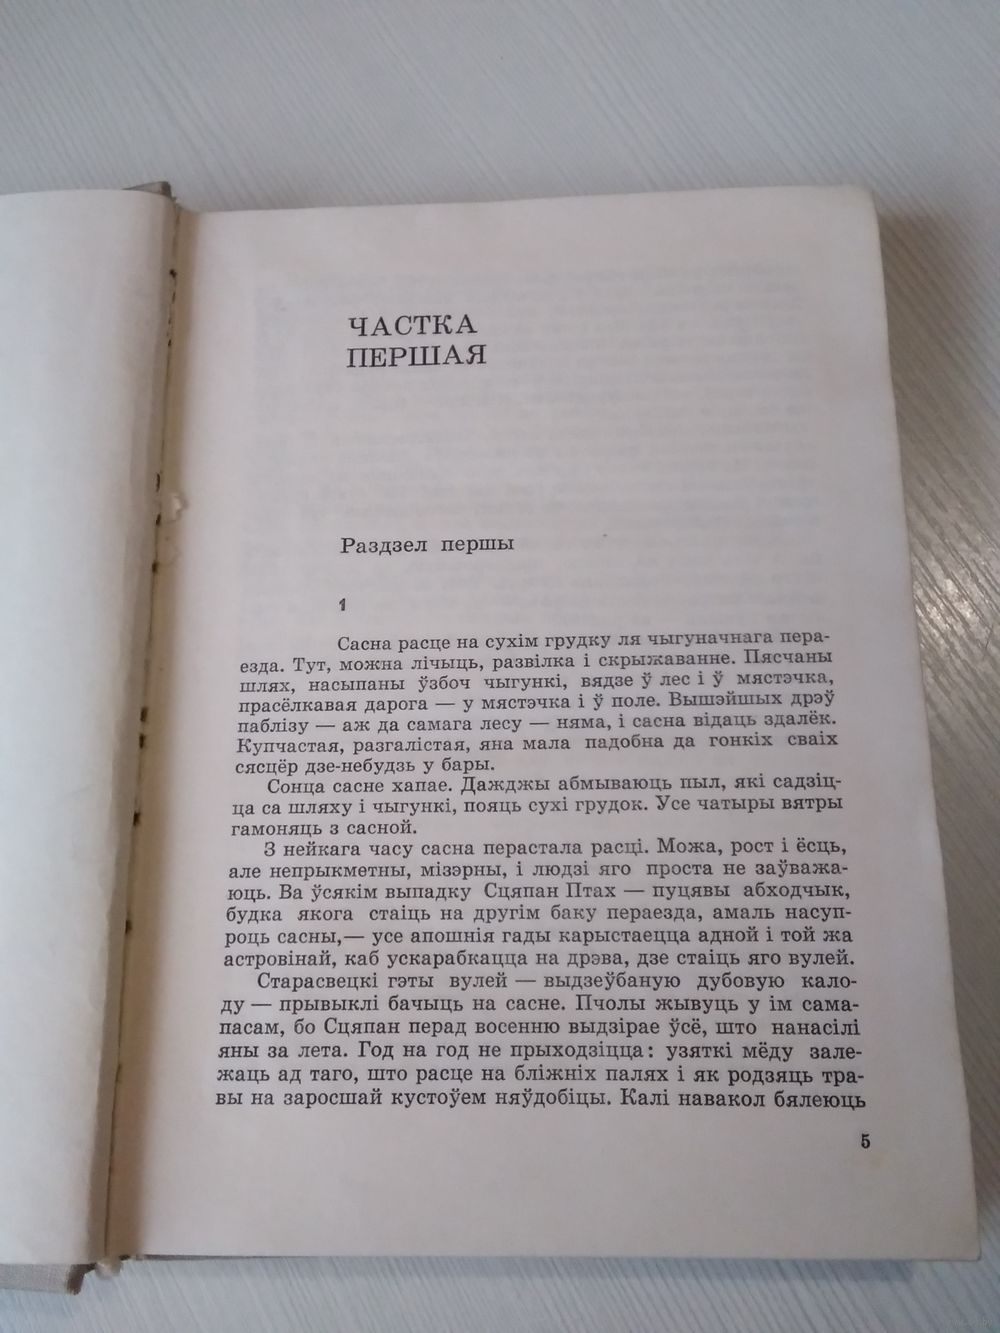 ЧАСТКА
ПЕРШАЯ
Раздзел першы
1
Сасна расце на сухім грудку ля чыгуначнага пера-
езда. Тут, можна лічыць, развілка і скрыжаванне. Пясчаны
шлях, насыпаны ўзбоч чыгункі, вядзе ў лес і ў мястэчка,
прасёлкавая дарога — у мястэчка і ў поле. Вышэйшых дрэў
паблізу — аж да самага лесу — няма, і сасна відаць здалёк.
Купчастая, разгалістая, яна мала падобна да гонкіх сваіх
сясцёр дзе-небудзь у бары.
Сонца сасне хапае. Дажджы абмываюць пыл, які садзіц-
ца са шляху і чыгункі, пояць сухі грудок. Усе чатыры вятры
гамоняць з сасной.
З нейкага часу сасна перастала расці. Можа, рост і ёсць,
але непрыкметны, мізэрны, і людзі яго проста не заўважа-
юць. Ва ўсякім выпадку Сцяпан Птах — пуцявы абходчык,
будка якога стаіць на другім баку пераезда, амаль насуп-
роць сасны,— усе апошнія гады карыстаецца адной і той жа
астровінай, каб ускарабкацца на дрэва, дзе стаіць яго вулей.
Старасвецкі гэты вулей — выдзеўбаную дубовую кало-
ду — прывыклі бачыць на сасне. Пчолы жывуць у ім сама-
пасам, бо Сцяпан перад восенню выдзірае ўсё, што нанасілі
яны за лета. Год на год не прыходзіцца: узяткі мёду зале-
жаць ад таго, што расце на бліжніх палях і як родзяць тра-
вы на заросшай кустоўем няўдобіцы. Калі навакол бялеюць
5